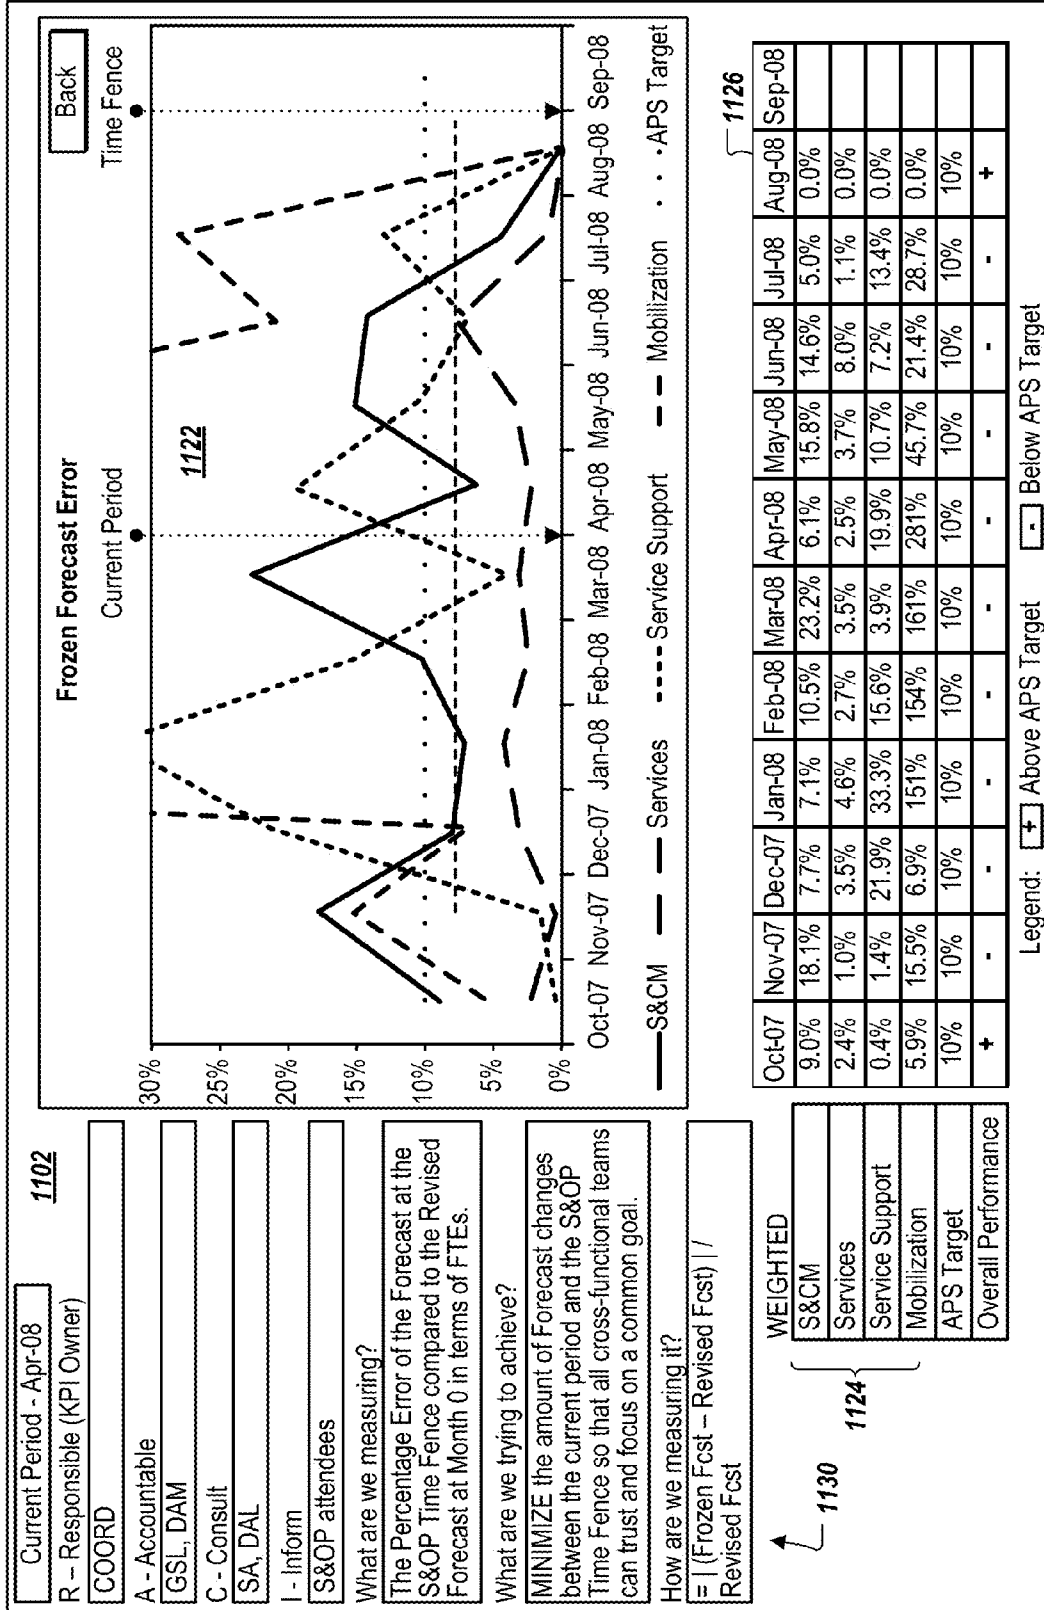 Current Period - Apr-08
1102
R – Responsible (KPI Owner)
COORD
A - Accountable
GSL, DAM
C - Consult
SA, DAL
I - Inform
S&OP attendees
What are we measuring?
The Percentage Error of the Forecast at the
S&OP Time Fence compared to the Revised
Forecast at Month 0 in terms of FTEs.
What are we trying to achieve?
MINIMIZE the amount of Forecast changes
between the current period and the S&OP
Time Fence so that all cross-functional teams
can trust and focus on a common goal.
How are we measuring it?
= | (Frozen Fcst – Revised Fcst) | /
Revised Fcst
Frozen Forecast Error
Back
Current Period
Time Fence
1122
30%
25%
20%
15%
10%
5%
0%
Oct-07 Nov-07 Dec-07 Jan-08 Feb-08 Mar-08 Apr-08 May-08 Jun-08 Jul-08 Aug-08 Sep-08
S&CM Services Service Support Mobilization APS Target
1126
WEIGHTED Oct-07 Nov-07 Dec-07 Jan-08 Feb-08 Mar-08 Apr-08 May-08 Jun-08 Jul-08 Aug-08 Sep-08
S&CM 9.0% 18.1% 7.7% 7.1% 10.5% 23.2% 6.1% 15.8% 14.6% 5.0% 0.0%
Services 2.4% 1.0% 3.5% 4.6% 2.7% 3.5% 2.5% 3.7% 8.0% 1.1% 0.0%
Service Support 0.4% 1.4% 21.9% 33.3% 15.6% 3.9% 19.9% 10.7% 7.2% 13.4% 0.0%
Mobilization 5.9% 15.5% 6.9% 151% 154% 161% 281% 45.7% 21.4% 28.7% 0.0%
APS Target 10% 10% 10% 10% 10% 10% 10% 10% 10% 10% 10%
Overall Performance + - - - - - - - - - +
1124
1130
Legend: + Above APS Target - Below APS Target